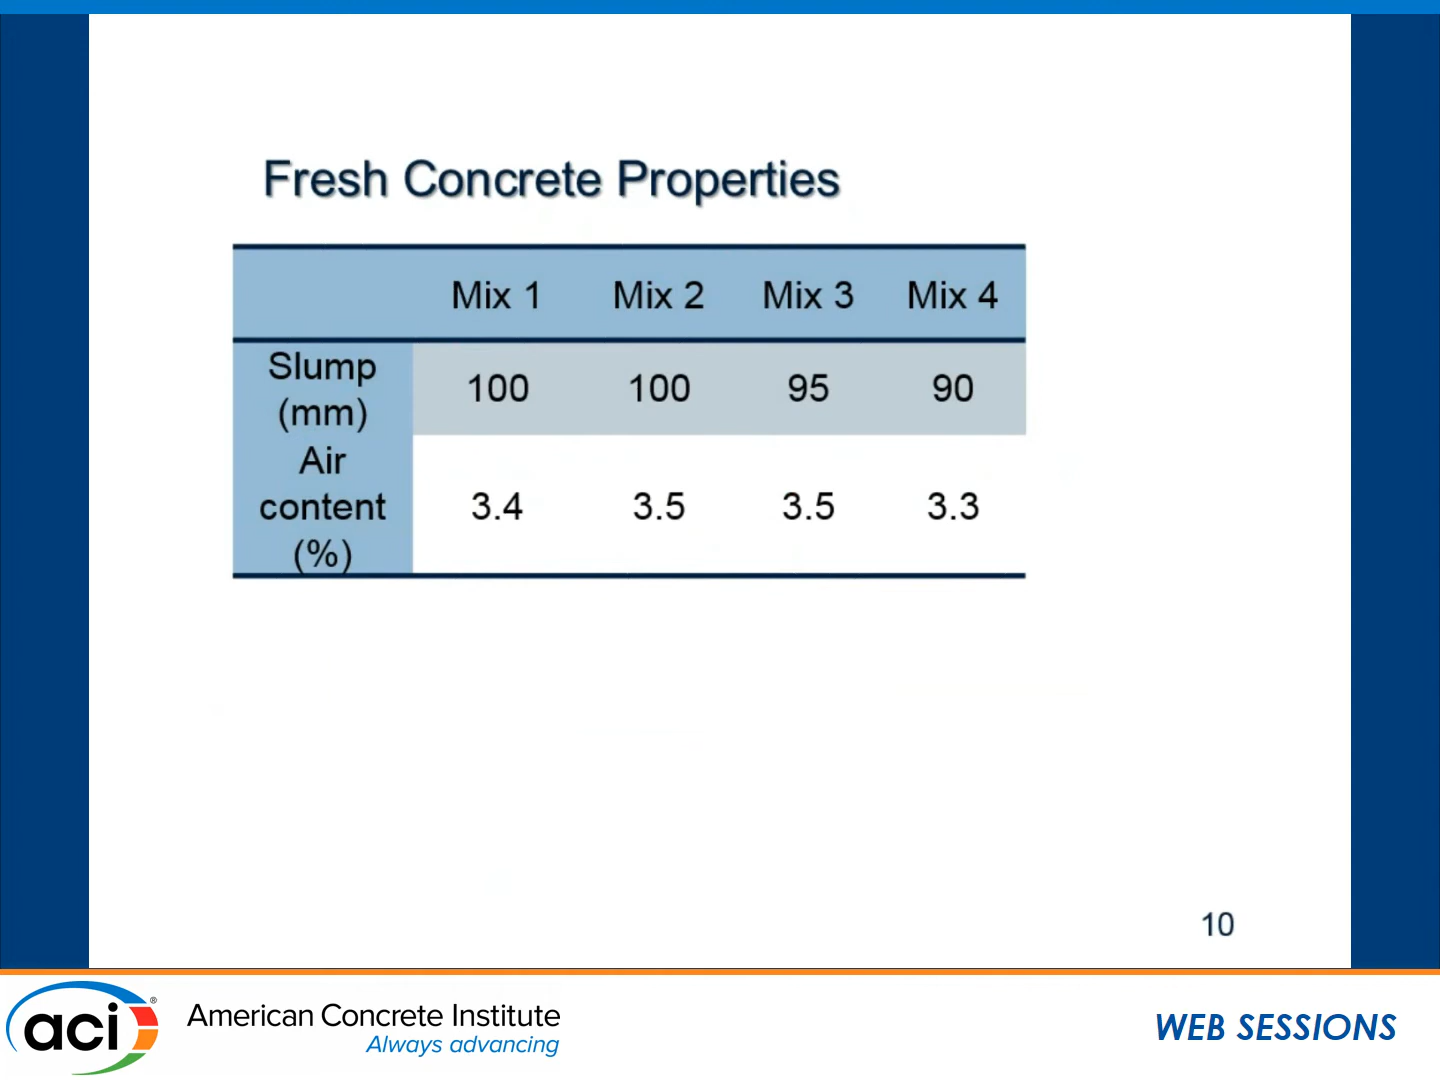 Fresh Concrete Properties
Mix 1 Mix 2 Mix 3 Mix 4
Slump
(mm)
100 100 95 90
Air
content
(%)
3.4 3.5 3.5 3.3
10
aci®
American Concrete Institute
Always advancing
WEB SESSIONS